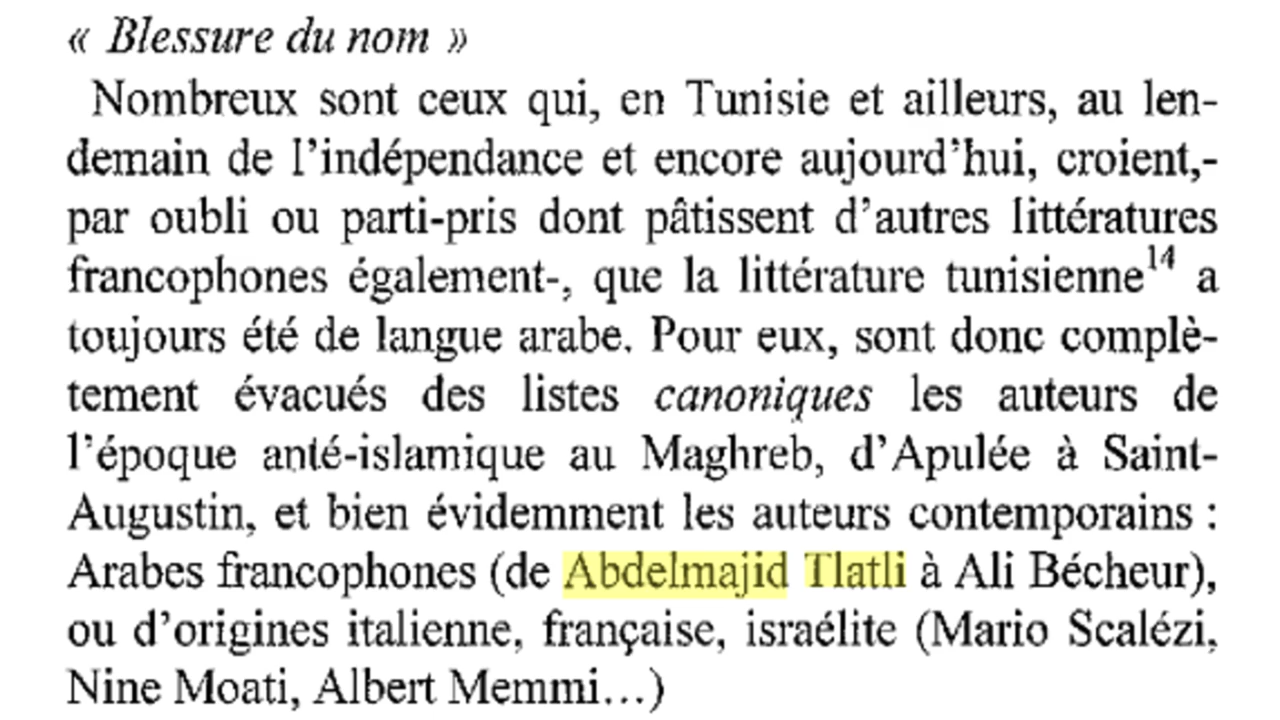 « Blessure du nom »
Nombreux sont ceux qui, en Tunisie et ailleurs, au len-
demain de l'indépendance et encore aujourd'hui, croient,-
par oubli ou parti-pris dont pâtissent d'autres littératures
francophones également-, que la littérature tunisienne14 a
toujours été de langue arabe. Pour eux, sont donc complè-
tement évacués des listes canoniques les auteurs de
l'époque anté-islamique au Maghreb, d'Apulée à Saint-
Augustin, et bien évidemment les auteurs contemporains :
Arabes francophones (de Abdelmajid Tlatli à Ali Bécheur),
ou d'origines italienne, française, israélite (Mario Scalézi,
Nine Moati, Albert Memmi...)